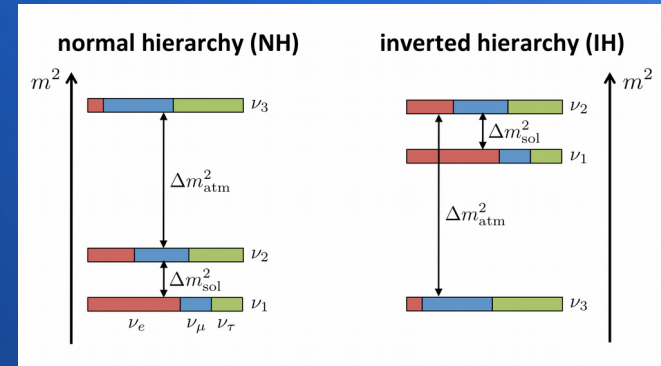 normal hierarchy (NH)
m²
ν₃
Δm²atm
ν₂
Δm²sol
ν₁
νe νμ ντ
inverted hierarchy (IH)
m²
ν₂
Δm²sol
ν₁
Δm²atm
ν₃